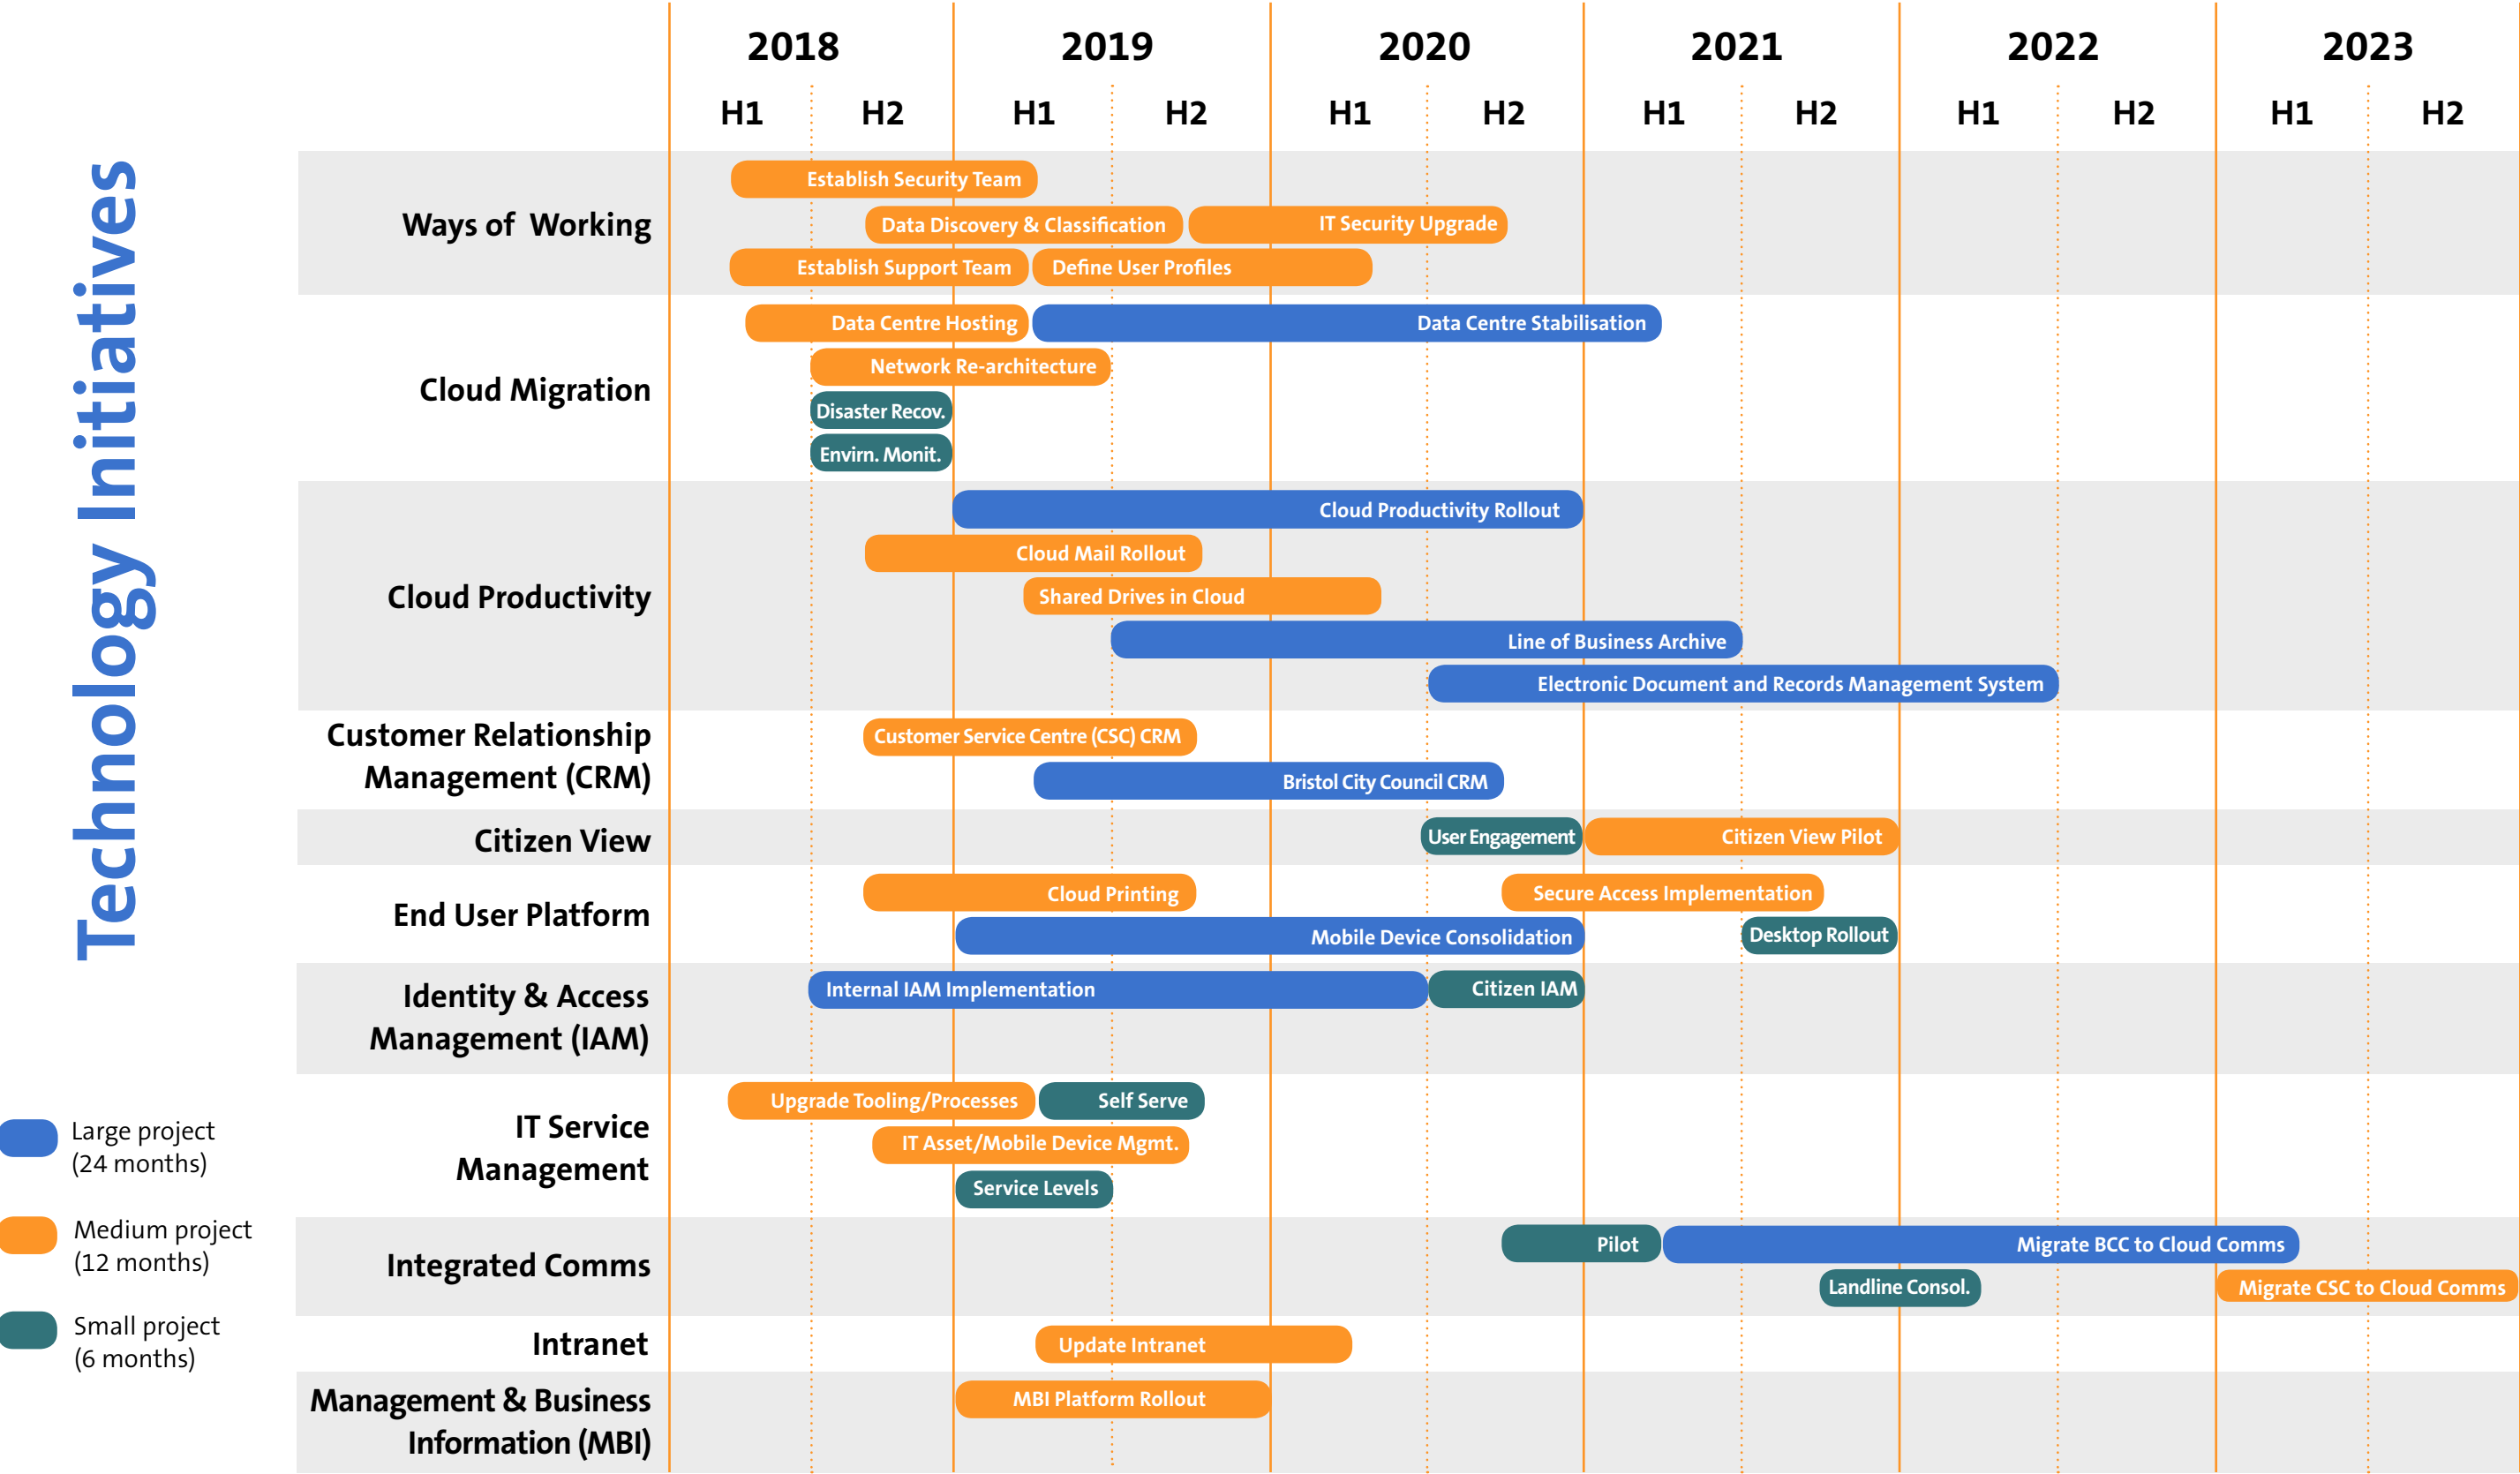 2018 2019 2020 2021 2022 2023
H1 H2 H1 H2 H1 H2 H1 H2 H1 H2 H1 H2
Technology Initiatives
Ways of Working
Establish Security Team
Data Discovery & Classification IT Security Upgrade
Establish Support Team Define User Profiles
Cloud Migration
Data Centre Hosting Data Centre Stabilisation
Network Re-architecture
Disaster Recov.
Envirn. Monit.
Cloud Productivity
Cloud Productivity Rollout
Cloud Mail Rollout
Shared Drives in Cloud
Line of Business Archive
Electronic Document and Records Management System
Customer Relationship
Management (CRM)
Customer Service Centre (CSC) CRM
Bristol City Council CRM
Citizen View
User Engagement Citizen View Pilot
End User Platform
Cloud Printing Secure Access Implementation
Mobile Device Consolidation Desktop Rollout
Identity & Access
Management (IAM)
Internal IAM Implementation Citizen IAM
IT Service
Management
Upgrade Tooling/Processes Self Serve
IT Asset/Mobile Device Mgmt.
Service Levels
Integrated Comms
Pilot Migrate BCC to Cloud Comms
Landline Consol. Migrate CSC to Cloud Comms
Intranet
Update Intranet
Management & Business
Information (MBI)
MBI Platform Rollout
Large project
(24 months)
Medium project
(12 months)
Small project
(6 months)